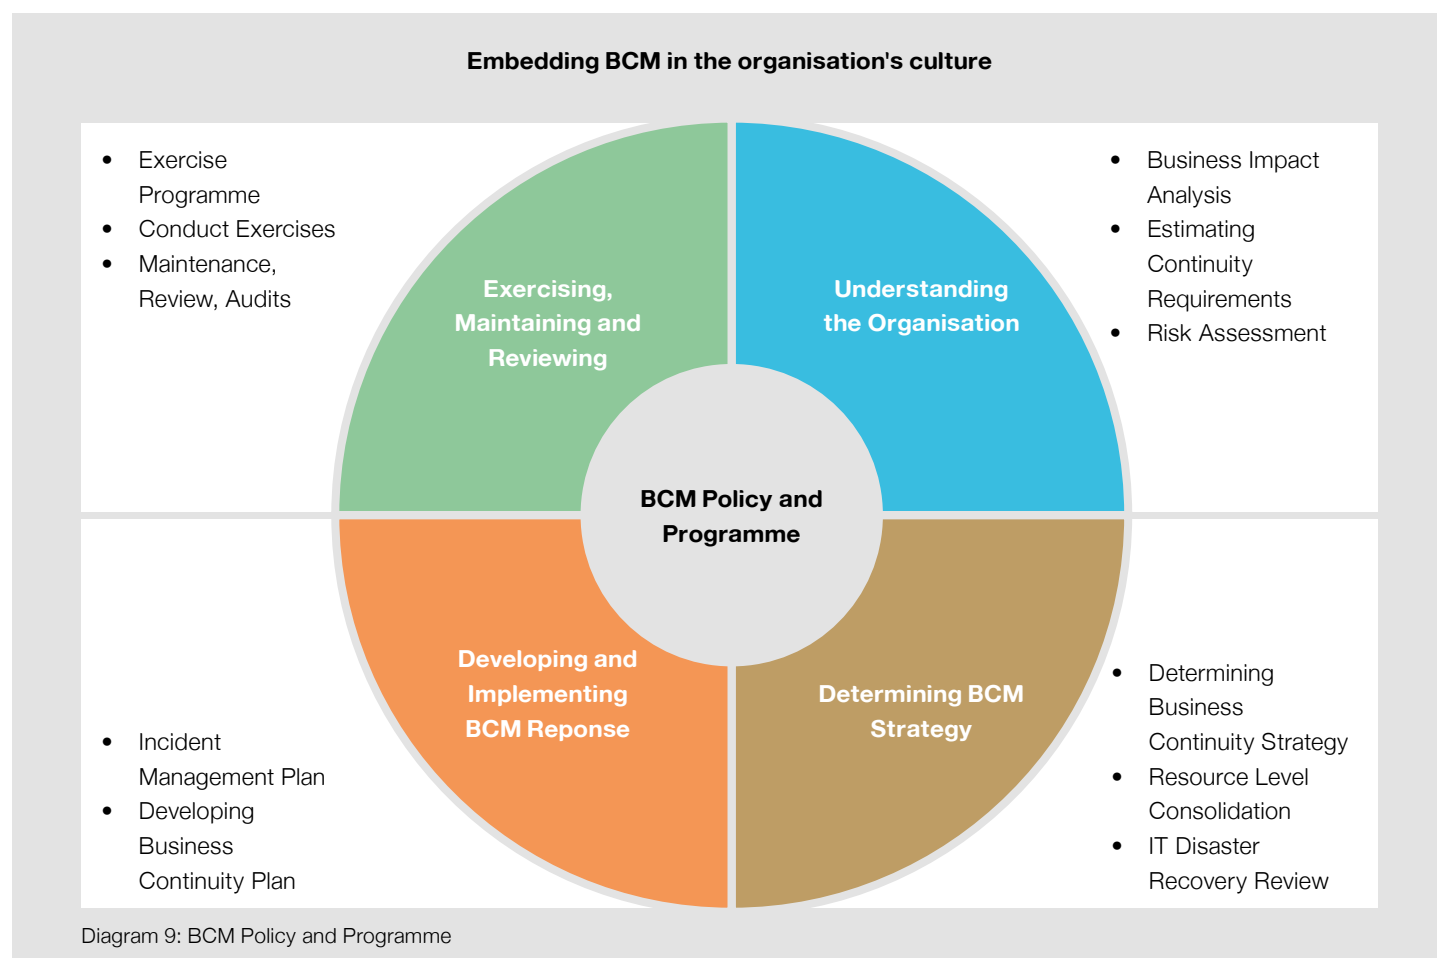 Embedding BCM in the organisation's culture
• Exercise
Programme
• Conduct Exercises
• Maintenance,
Review, Audits
Exercising,
Maintaining and
Reviewing
Understanding
the Organisation
• Business Impact
Analysis
• Estimating
Continuity
Requirements
• Risk Assessment
BCM Policy and
Programme
• Incident
Management Plan
• Developing
Business
Continuity Plan
Developing and
Implementing
BCM Reponse
Determining BCM
Strategy
• Determining
Business
Continuity Strategy
• Resource Level
Consolidation
• IT Disaster
Recovery Review
Diagram 9: BCM Policy and Programme